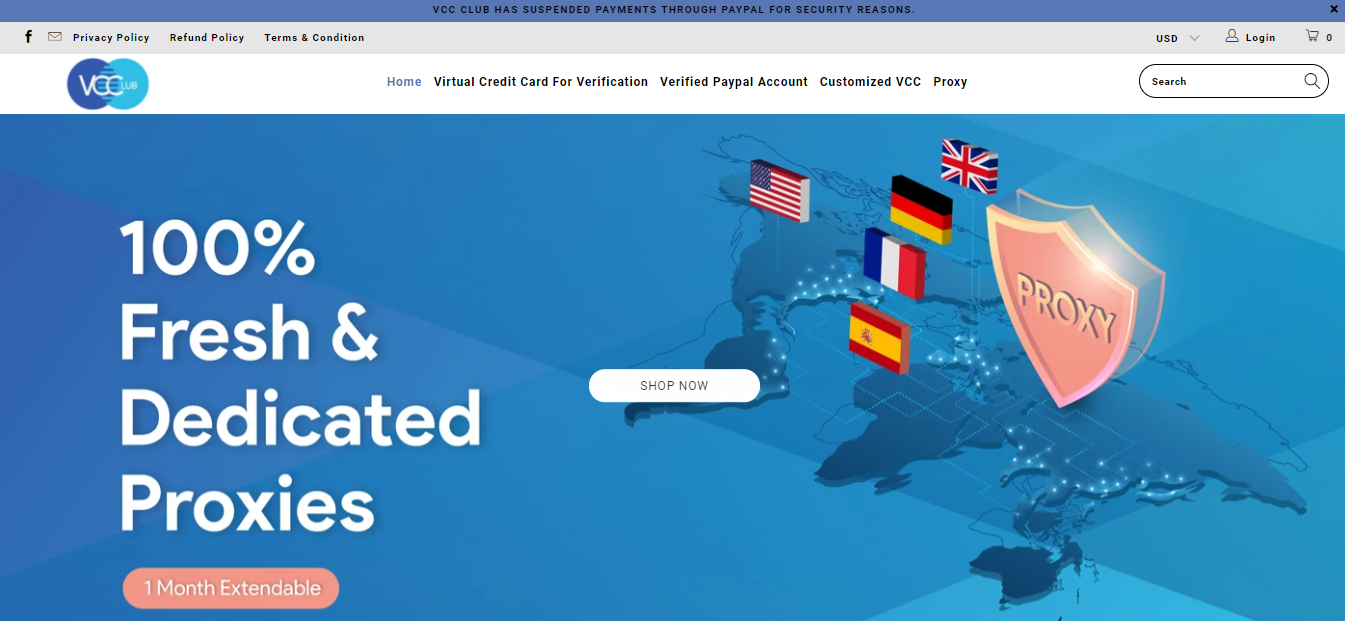 VCC CLUB HAS SUSPENDED PAYMENTS THROUGH PAYPAL FOR SECURITY REASONS.
Privacy Policy Refund Policy Terms & Condition USD Login 0
VCC LUB
Home Virtual Credit Card For Verification Verified Paypal Account Customized VCC Proxy Search
100%
Fresh &
Dedicated
Proxies
1 Month Extendable
SHOP NOW
PROXY